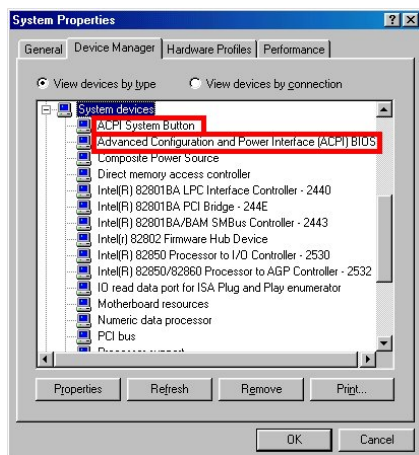 System Properties
General Device Manager Hardware Profiles Performance
View devices by type View devices by connection
System devices
ACPI System Button
Advanced Configuration and Power Interface (ACPI) BIOS
Composite Power Source
Direct memory access controller
Intel(R) 82801BA LPC Interface Controller - 2440
Intel(R) 82801BA PCI Bridge - 244E
Intel(R) 82801BA/BAM SMBus Controller - 2443
Intel(r) 82802 Firmware Hub Device
Intel(R) 82850 Processor to I/O Controller - 2530
Intel(R) 82850/82860 Processor to AGP Controller - 2532
IO read data port for ISA Plug and Play enumerator
Motherboard resources
Numeric data processor
PCI bus
Processor support
Properties Refresh Remove Print...
OK Cancel